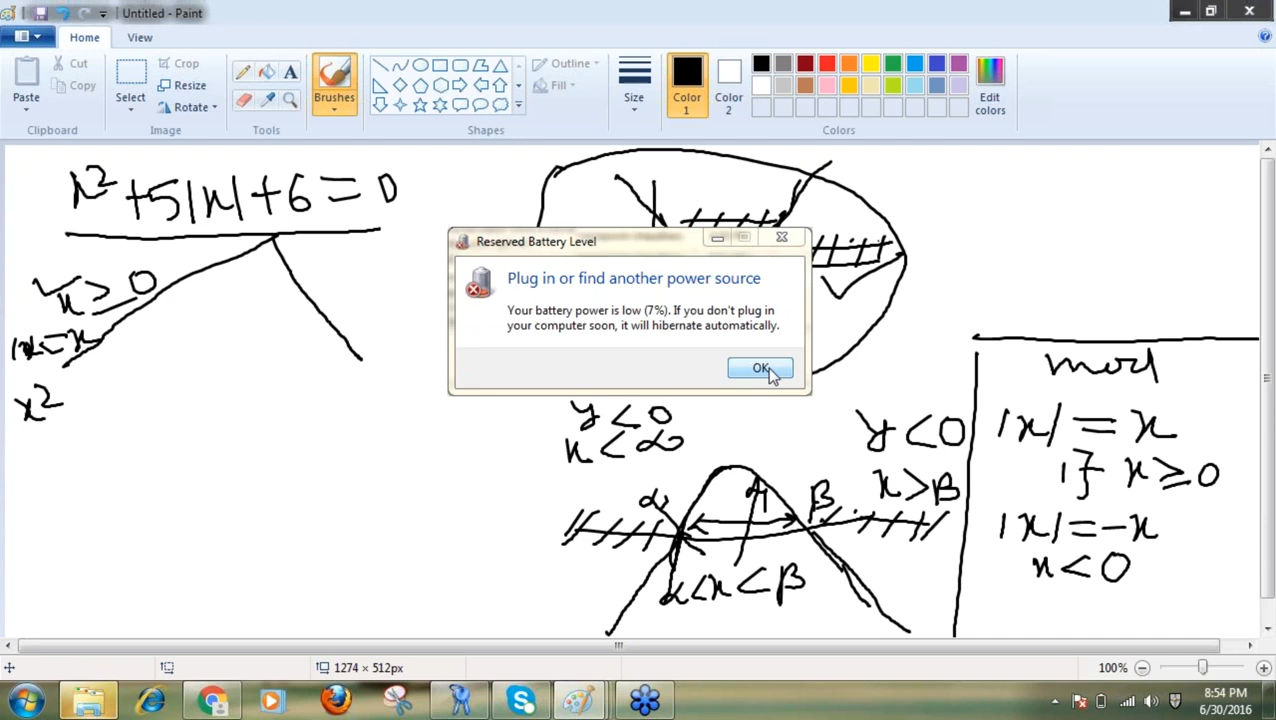 Untitled - Paint
Home
View
Paste
Cut
Copy
Clipboard
Select
Crop
Resize
Rotate
Image
Tools
Brushes
Shapes
Outline
Fill
Size
Color 1
Color 2
Edit colors
Colors
x² + 5|x| + 6 = 0
x > 0
|x = x
x²
Reserved Battery Level
Plug in or find another power source
Your battery power is low (7%). If you don't plug in
your computer soon, it will hibernate automatically.
OK
y < 0
x < α
y < 0
x > β
α
β
α < x < β
mod
|x| = x
if x ≥ 0
|x| = -x
x < 0
1274 × 512px
100%
8:54 PM
6/30/2016